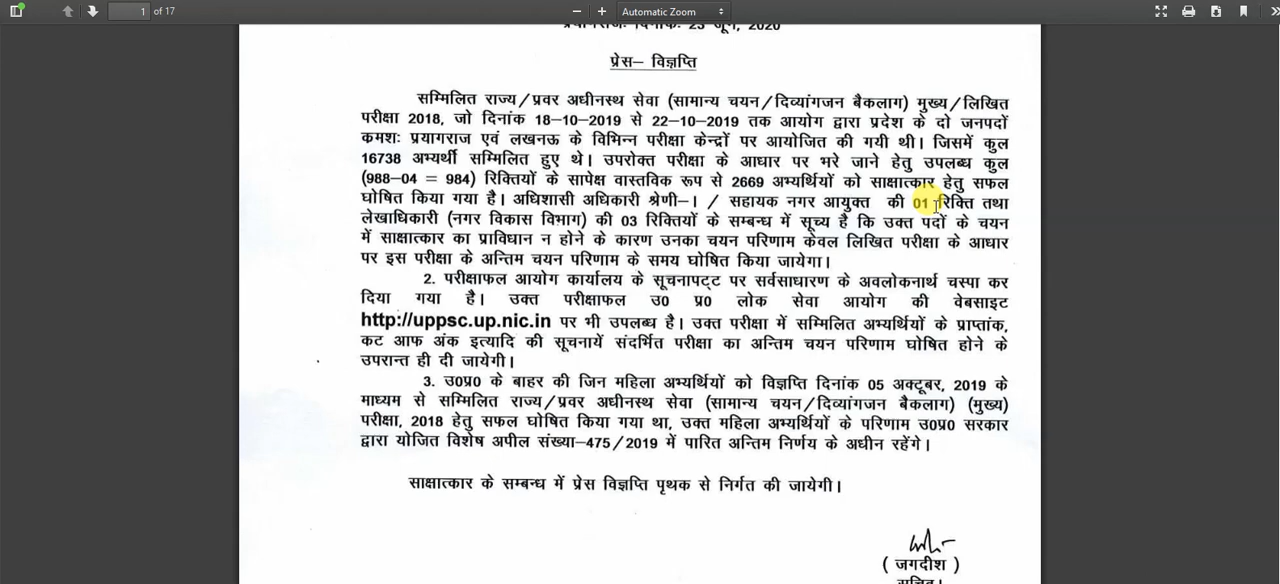 1 of 17
Automatic Zoom
प्रयागराजः दिनांकः 23 जून, 2020
प्रेस– विज्ञप्ति
सम्मिलित राज्य/प्रवर अधीनस्थ सेवा (सामान्य चयन/दिव्यांगजन बैकलाग) मुख्य/लिखित
परीक्षा 2018, जो दिनांक 18-10-2019 से 22-10-2019 तक आयोग द्वारा प्रदेश के दो जनपदों
क्रमशः प्रयागराज एवं लखनऊ के विभिन्न परीक्षा केन्द्रों पर आयोजित की गयी थी। जिसमें कुल
16738 अभ्यर्थी सम्मिलित हुए थे। उपरोक्त परीक्षा के आधार पर भरे जाने हेतु उपलब्ध कुल
(988-04 = 984) रिक्तियों के सापेक्ष वास्तविक रूप से 2669 अभ्यर्थियों को साक्षात्कार हेतु सफल
घोषित किया गया है। अधिशासी अधिकारी श्रेणी-। / सहायक नगर आयुक्त की 01 रिक्ति तथा
लेखाधिकारी (नगर विकास विभाग) की 03 रिक्तियों के सम्बन्ध में सूच्य है कि उक्त पदों के चयन
में साक्षात्कार का प्राविधान न होने के कारण उनका चयन परिणाम केवल लिखित परीक्षा के आधार
पर इस परीक्षा के अन्तिम चयन परिणाम के समय घोषित किया जायेगा।
2. परीक्षाफल आयोग कार्यालय के सूचनापट्ट पर सर्वसाधारण के अवलोकनार्थ चस्पा कर
दिया गया है। उक्त परीक्षाफल उ0 प्र0 लोक सेवा आयोग की वेबसाइट
http://uppsc.up.nic.in पर भी उपलब्ध है। उक्त परीक्षा में सम्मिलित अभ्यर्थियों के प्राप्तांक,
कट आफ अंक इत्यादि की सूचनायें संदर्भित परीक्षा का अन्तिम चयन परिणाम घोषित होने के
उपरान्त ही दी जायेगी।
3. उ0प्र0 के बाहर की जिन महिला अभ्यर्थियों को विज्ञप्ति दिनांक 05 अक्टूबर, 2019 के
माध्यम से सम्मिलित राज्य/प्रवर अधीनस्थ सेवा (सामान्य चयन/दिव्यांगजन बैकलाग) (मुख्य)
परीक्षा, 2018 हेतु सफल घोषित किया गया था, उक्त महिला अभ्यर्थियों के परिणाम उ0प्र0 सरकार
द्वारा योजित विशेष अपील संख्या–475/2019 में पारित अन्तिम निर्णय के अधीन रहेंगे।
साक्षात्कार के सम्बन्ध में प्रेस विज्ञप्ति पृथक से निर्गत की जायेगी।
( जगदीश )
सचिव।